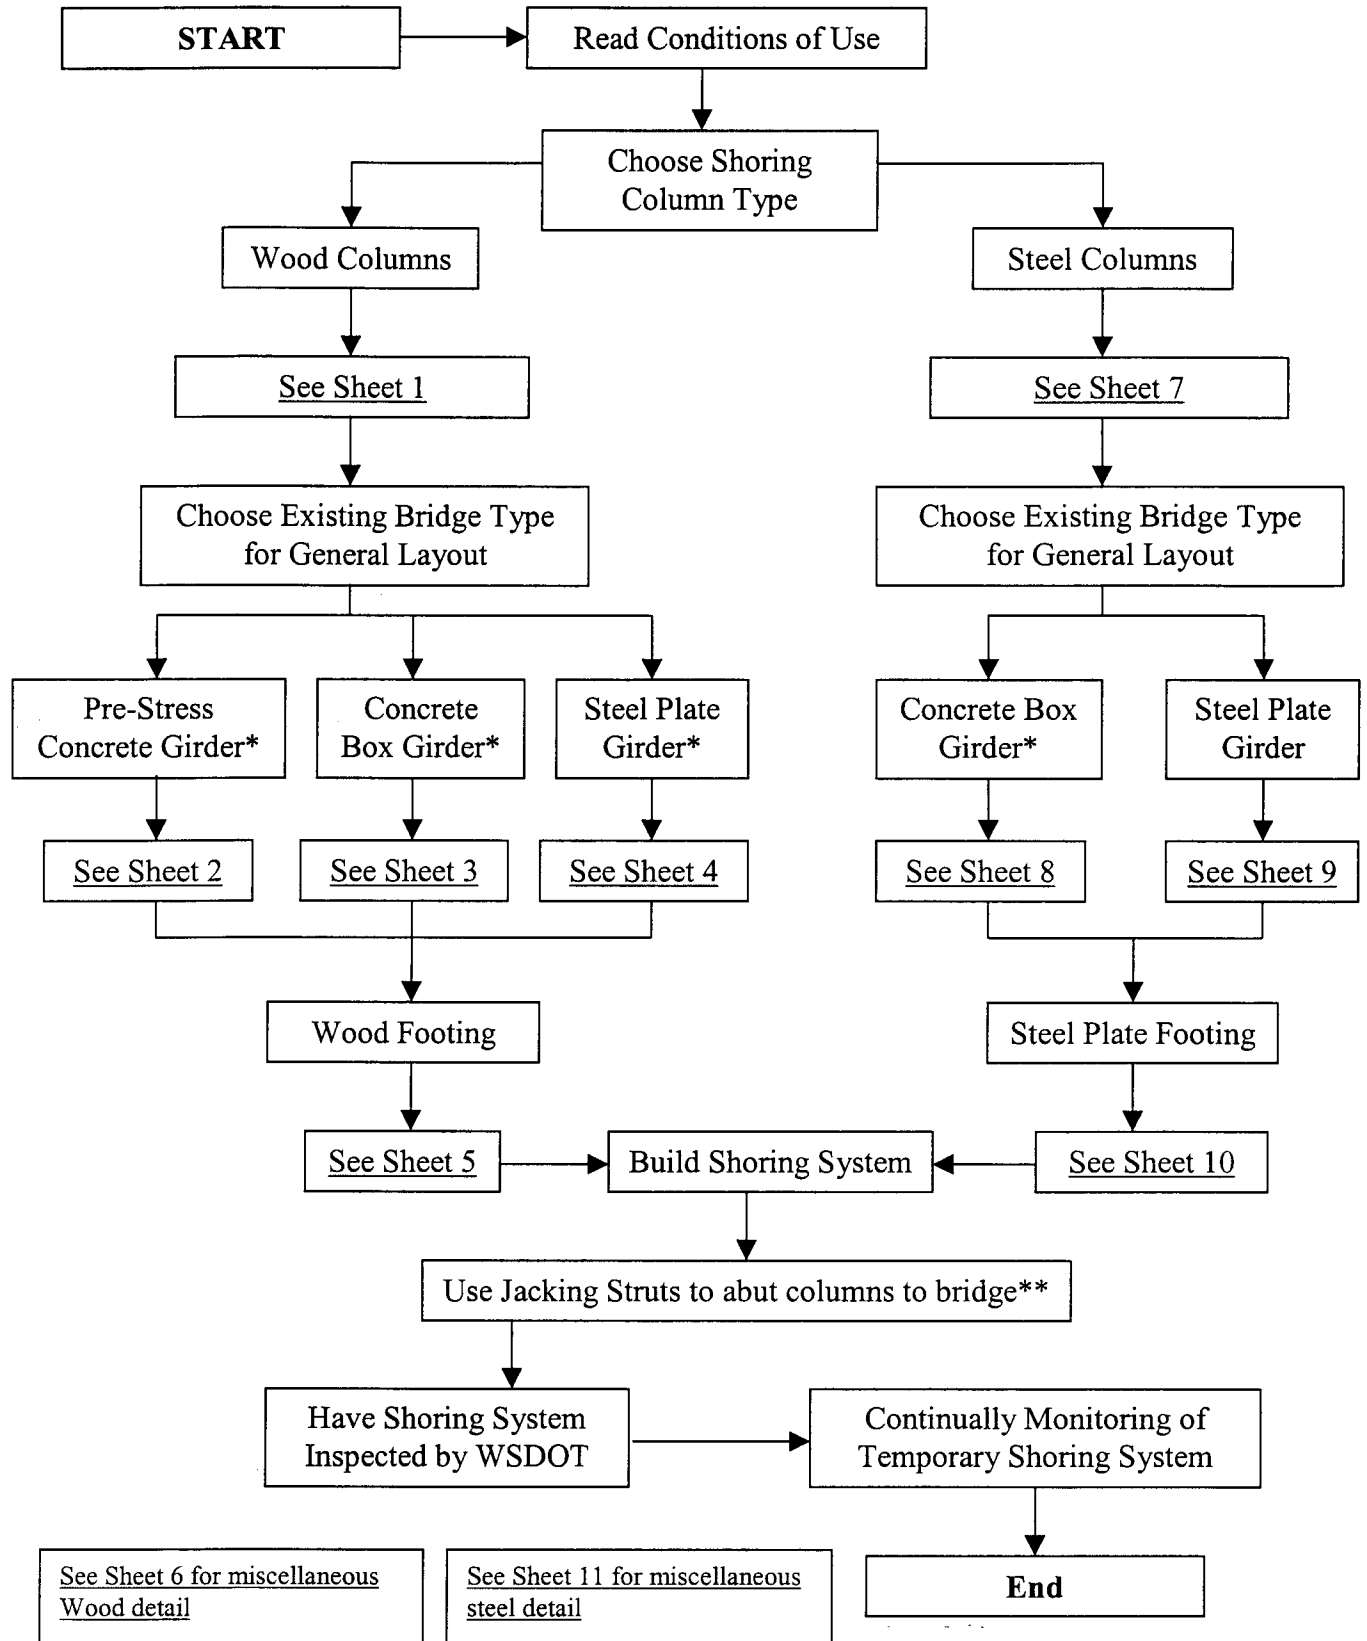 START
Read Conditions of Use
Choose Shoring
Column Type
Wood Columns
Steel Columns
See Sheet 1
See Sheet 7
Choose Existing Bridge Type
for General Layout
Choose Existing Bridge Type
for General Layout
Pre-Stress
Concrete Girder*
Concrete
Box Girder*
Steel Plate
Girder*
Concrete Box
Girder*
Steel Plate
Girder
See Sheet 2
See Sheet 3
See Sheet 4
See Sheet 8
See Sheet 9
Wood Footing
Steel Plate Footing
See Sheet 5
Build Shoring System
See Sheet 10
Use Jacking Struts to abut columns to bridge**
Have Shoring System
Inspected by WSDOT
Continually Monitoring of
Temporary Shoring System
See Sheet 6 for miscellaneous
Wood detail
See Sheet 11 for miscellaneous
steel detail
End